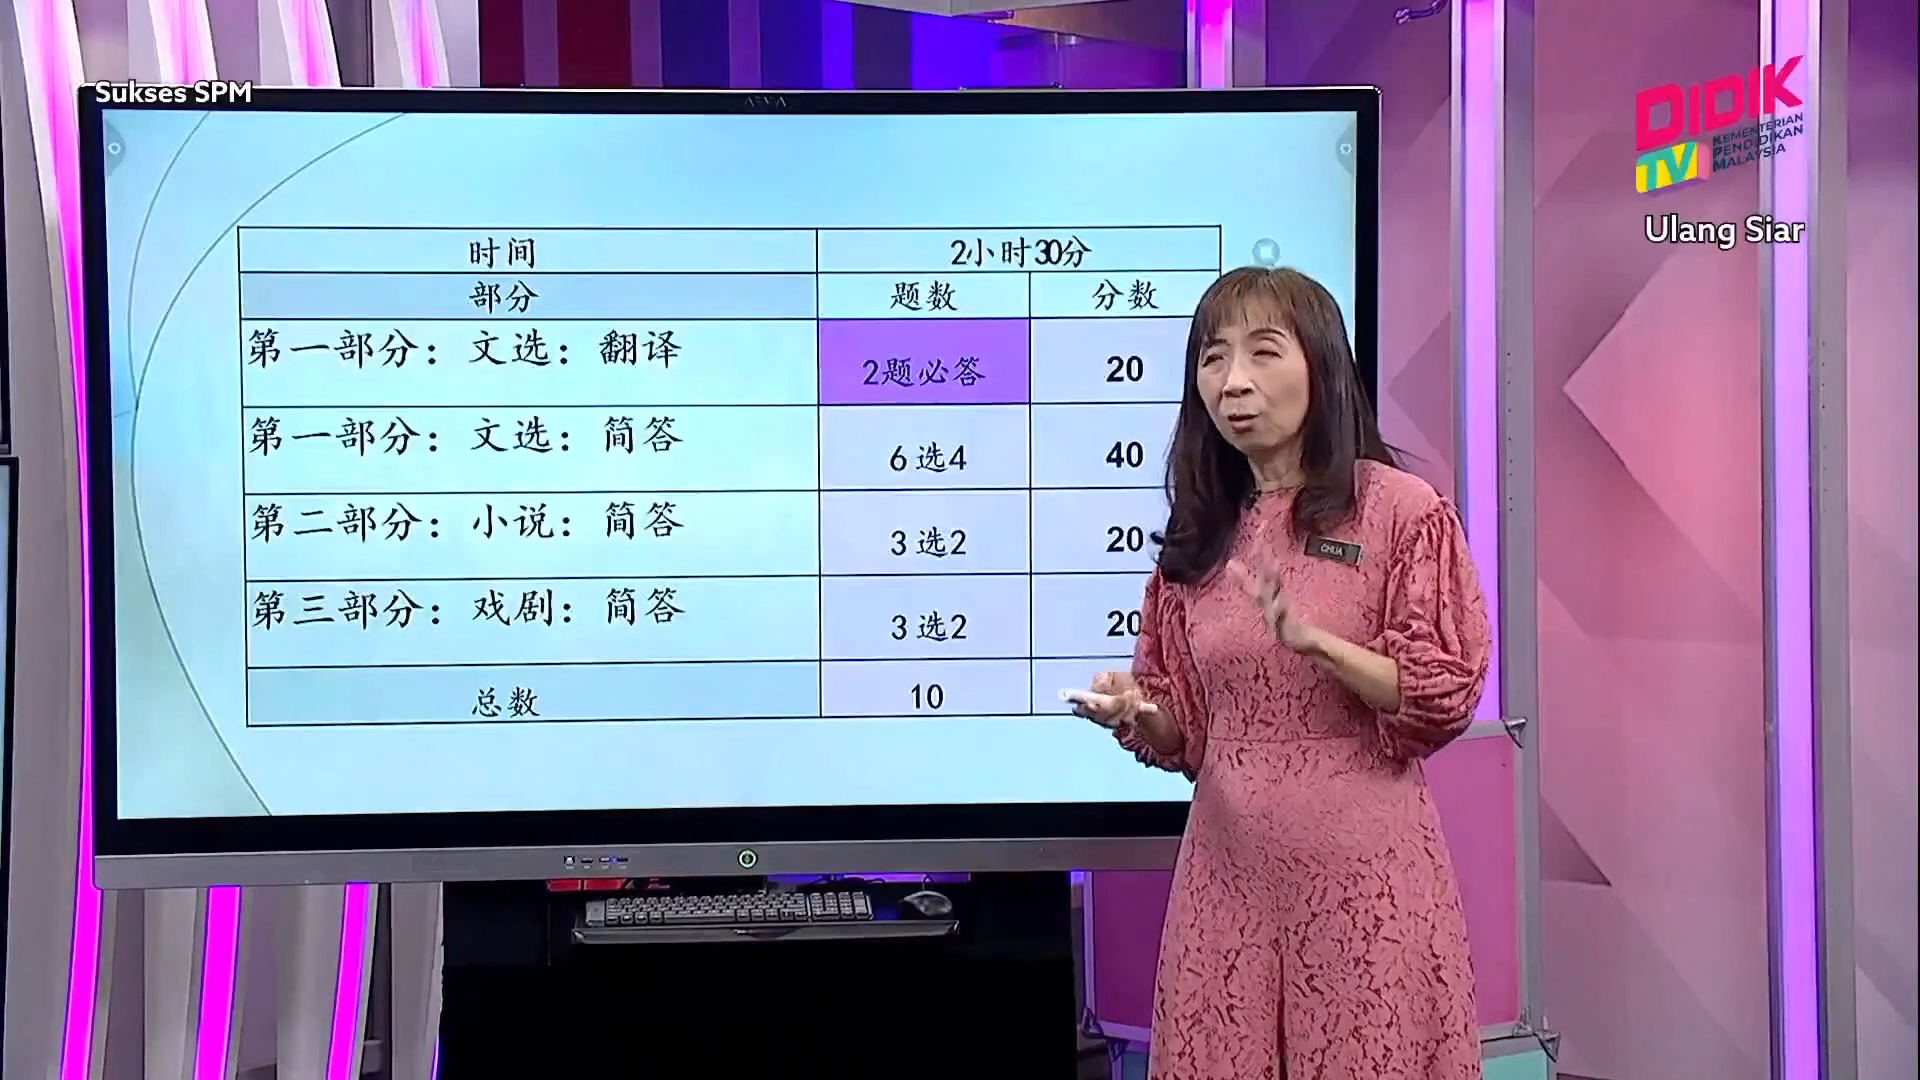 Sukses SPM
DIDIK
TV
KEMENTERIAN
PENDIDIKAN
MALAYSIA
Ulang Siar
时间 2小时30分
部分 题数 分数
第一部分：文选：翻译 2题必答 20
第一部分：文选：简答 6选4 40
第二部分：小说：简答 3选2 20
第三部分：戏剧：简答 3选2 20
总数 10
CHUA